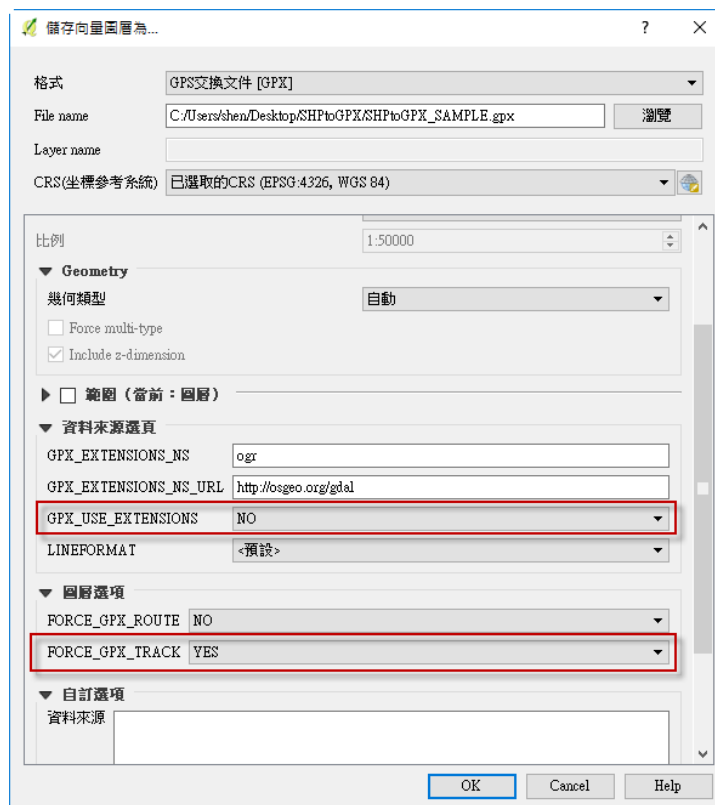 儲存向量圖層為...
?
格式 GPS交換文件 [GPX]
File name C:/Users/shen/Desktop/SHPtoGPX/SHPtoGPX_SAMPLE.gpx 瀏覽
Layer name
CRS(坐標參考系統) 已選取的CRS (EPSG:4326, WGS 84)
比例 1:50000
Geometry
幾何類型 自動
Force multi-type
Include z-dimension
範圍（當前：圖層）
資料來源選頁
GPX_EXTENSIONS_NS ogr
GPX_EXTENSIONS_NS_URL http://osgeo.org/gdal
GPX_USE_EXTENSIONS NO
LINEFORMAT <預設>
圖層選項
FORCE_GPX_ROUTE NO
FORCE_GPX_TRACK YES
自訂選項
資料來源
OK Cancel Help